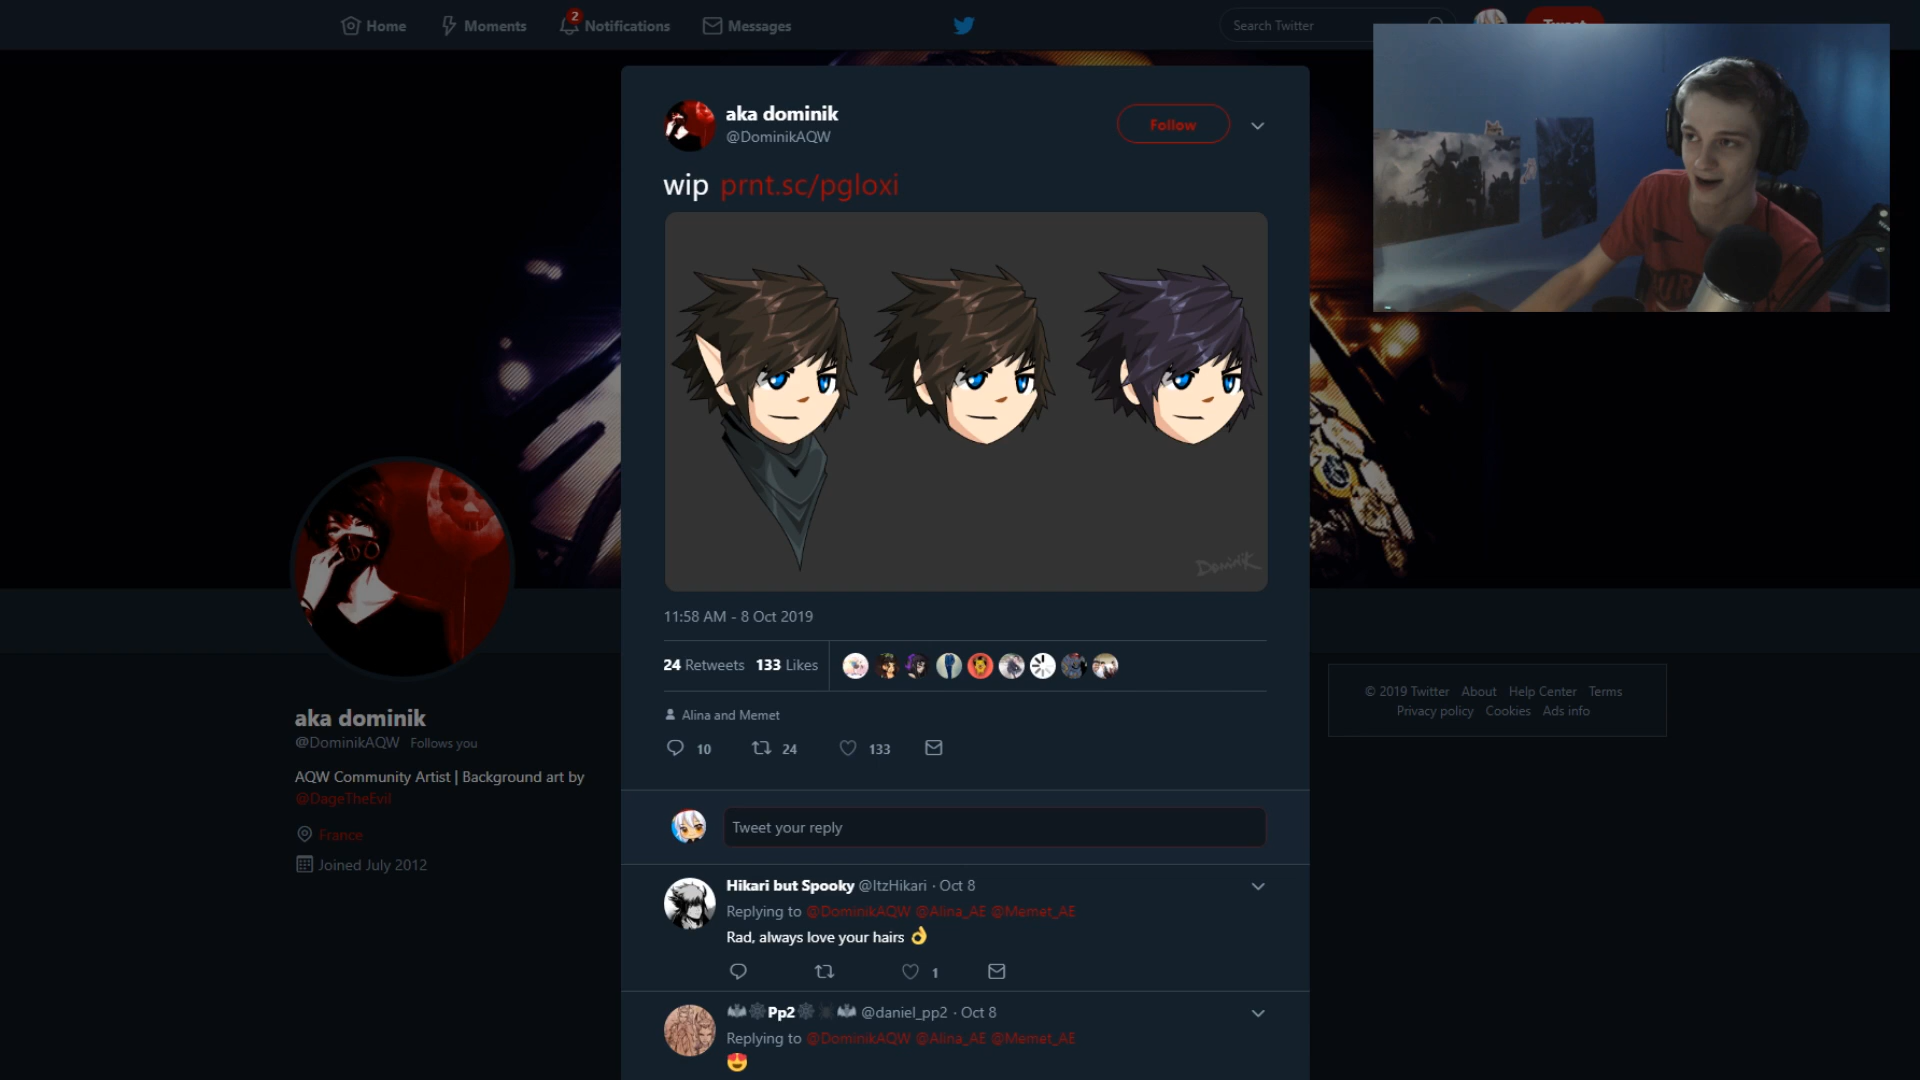 Home
Moments
2
Notifications
Messages
Search Twitter
Tweet
aka dominik
@DominikAQW
Follow
wip prnt.sc/pgloxi
Dominik
11:58 AM - 8 Oct 2019
24 Retweets 133 Likes
Alina and Memet
10
24
133
Tweet your reply
Hikari but Spooky @ItzHikari · Oct 8
Replying to @DominikAQW @Alina_AE @Memet_AE
Rad, always love your hairs 👌
1
🦇🕸Pp2🕸🕷🦇 @daniel_pp2 · Oct 8
Replying to @DominikAQW @Alina_AE @Memet_AE
😍
aka dominik
@DominikAQW Follows you
AQW Community Artist | Background art by
@DageTheEvil
France
Joined July 2012
© 2019 Twitter About Help Center Terms
Privacy policy Cookies Ads info